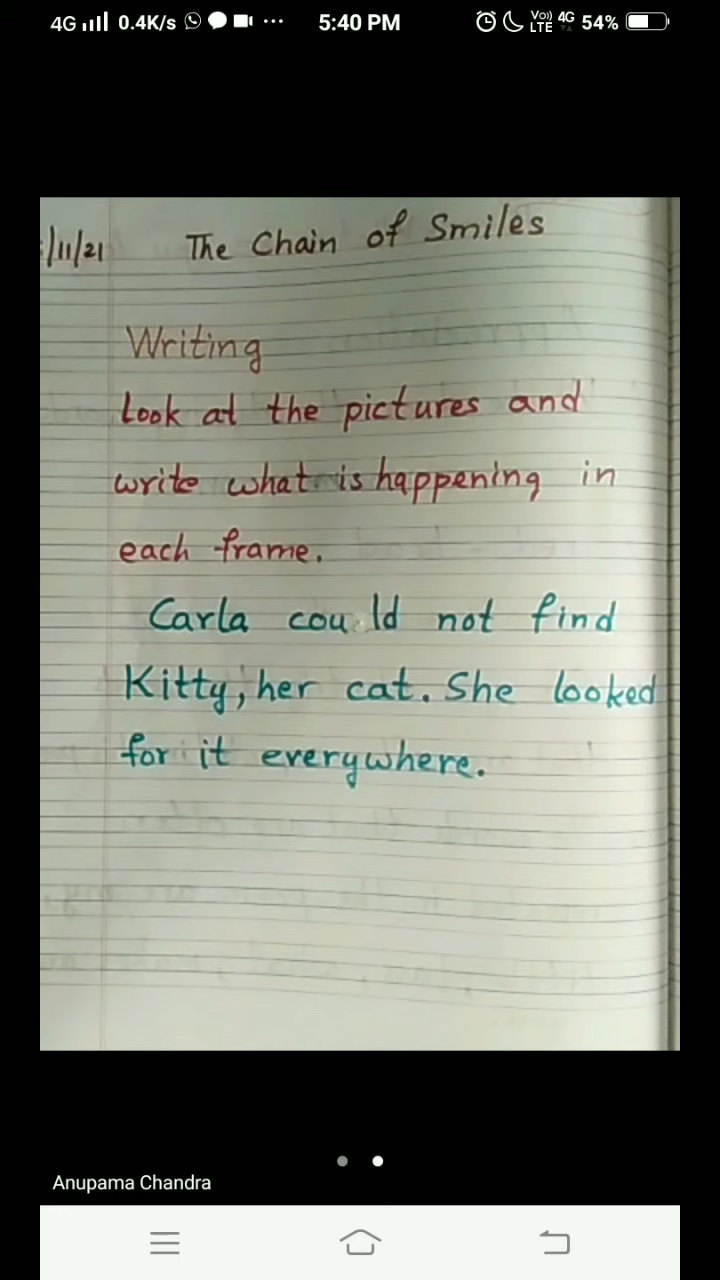 4G 0.4K/s ... 5:40 PM Vo) LTE 4G 54%
/11/21 The Chain of Smiles
Writing
Look at the pictures and
write what is happening in
each frame.
Carla could not find
Kitty, her cat. She looked
for it everywhere.
Anupama Chandra